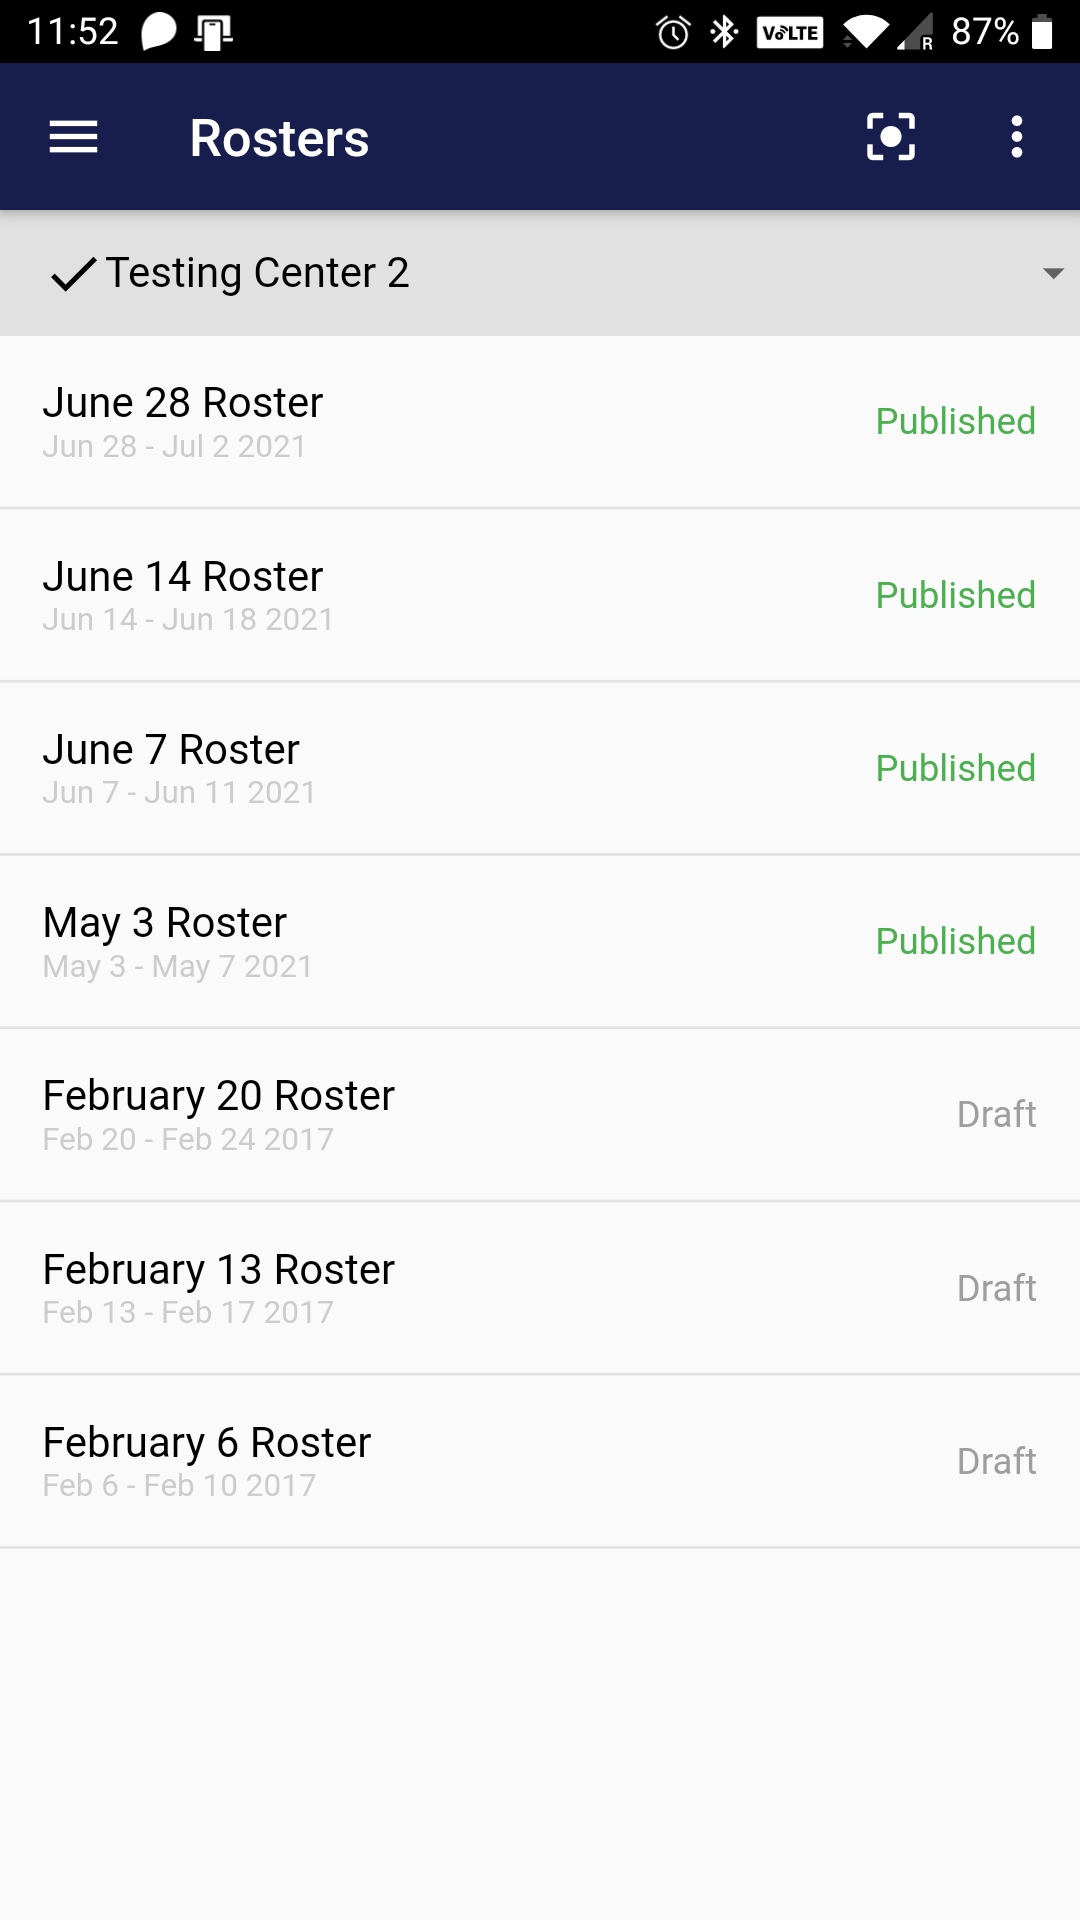 11:52 VoLTE R 87%
Rosters
Testing Center 2
June 28 Roster
Jun 28 - Jul 2 2021
Published
June 14 Roster
Jun 14 - Jun 18 2021
Published
June 7 Roster
Jun 7 - Jun 11 2021
Published
May 3 Roster
May 3 - May 7 2021
Published
February 20 Roster
Feb 20 - Feb 24 2017
Draft
February 13 Roster
Feb 13 - Feb 17 2017
Draft
February 6 Roster
Feb 6 - Feb 10 2017
Draft